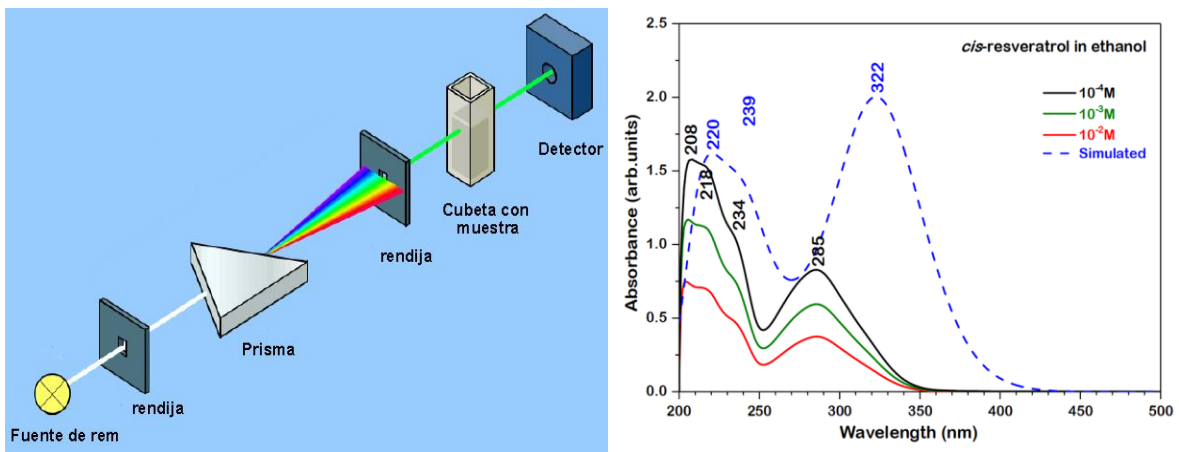 Detector
Cubeta con
muestra
rendija
Prisma
rendija
Fuente de rem
cis-resveratrol in ethanol
10⁻⁴M
10⁻³M
10⁻²M
Simulated
208
218
220
234
239
285
322
Absorbance (arb.units)
2.5
2.0
1.5
1.0
0.5
0.0
200 250 300 350 400 450 500
Wavelength (nm)